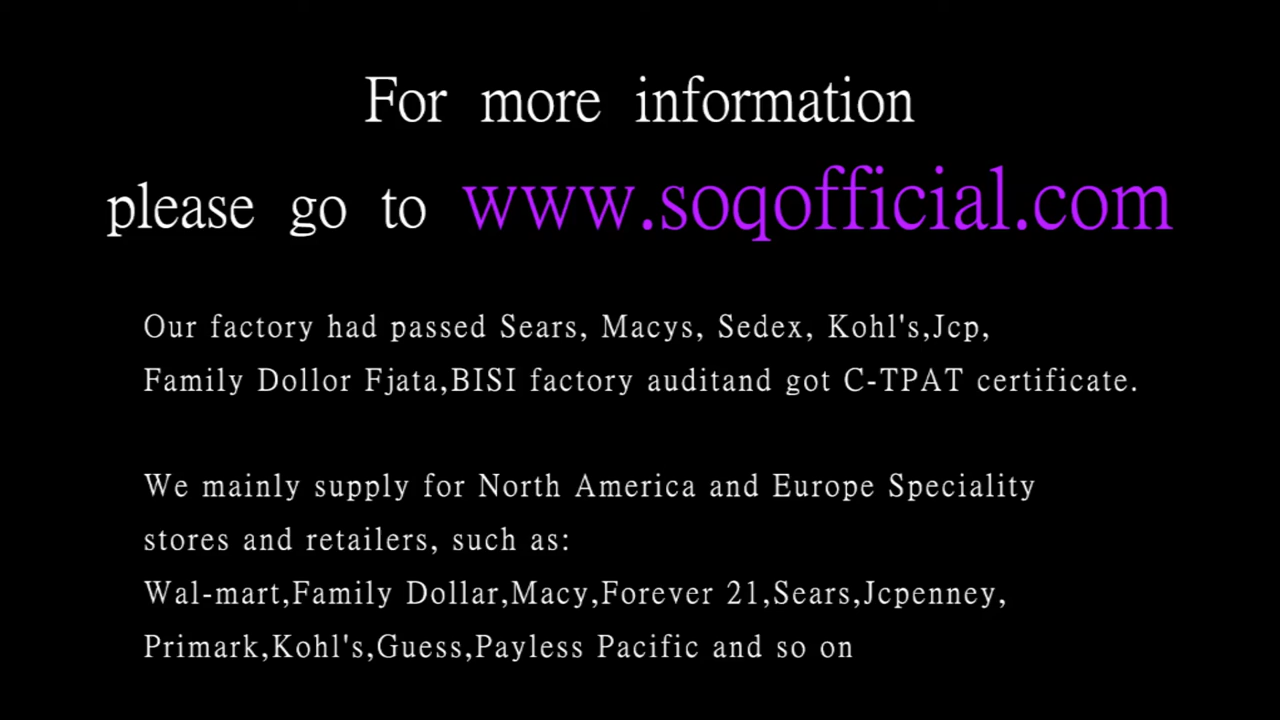 For more information
please go to www.soqofficial.com
Our factory had passed Sears, Macys, Sedex, Kohl's,Jcp,
Family Dollor Fjata,BISI factory auditand got C-TPAT certificate.
We mainly supply for North America and Europe Speciality
stores and retailers, such as:
Wal-mart,Family Dollar,Macy,Forever 21,Sears,Jcpenney,
Primark,Kohl's,Guess,Payless Pacific and so on